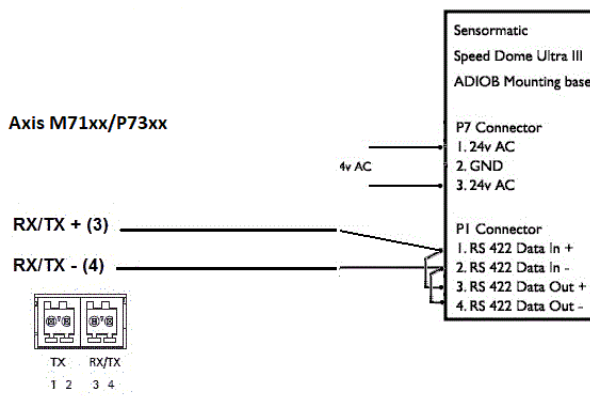 Sensormatic
Speed Dome Ultra III
ADIOB Mounting base
Axis M71xx/P73xx
P7 Connector
1. 24v AC
4v AC
2. GND
3. 24v AC
RX/TX + (3)
P1 Connector
1. RS 422 Data In +
RX/TX - (4)
2. RS 422 Data In -
3. RS 422 Data Out +
4. RS 422 Data Out -
TX RX/TX
1 2 3 4